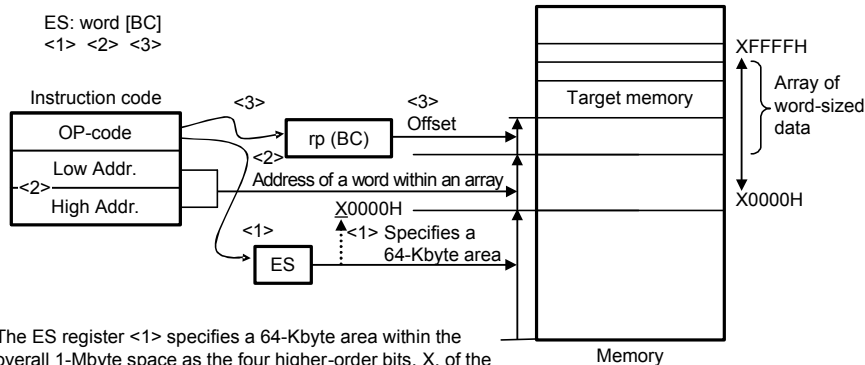 ES: word [BC]
<1> <2> <3>
XFFFFH
Array of
word-sized
data
Instruction code
<3>
<3>
Target memory
OP-code
rp (BC)
Offset
<2>
Low Addr.
<2>
Address of a word within an array
High Addr.
X0000H
X0000H
<1>
<1> Specifies a
64-Kbyte area
ES
The ES register <1> specifies a 64-Kbyte area within the
overall 1-Mbyte space as the four higher-order bits, X, of the
Memory